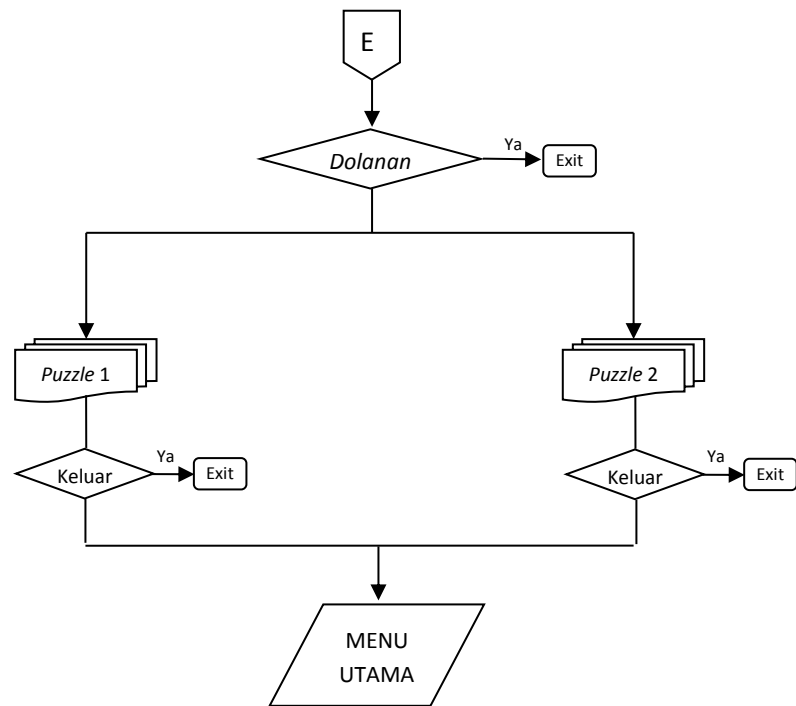 E
Dolanan
Ya
Exit
Puzzle 1
Puzzle 2
Keluar
Ya
Exit
Keluar
Ya
Exit
MENU
UTAMA